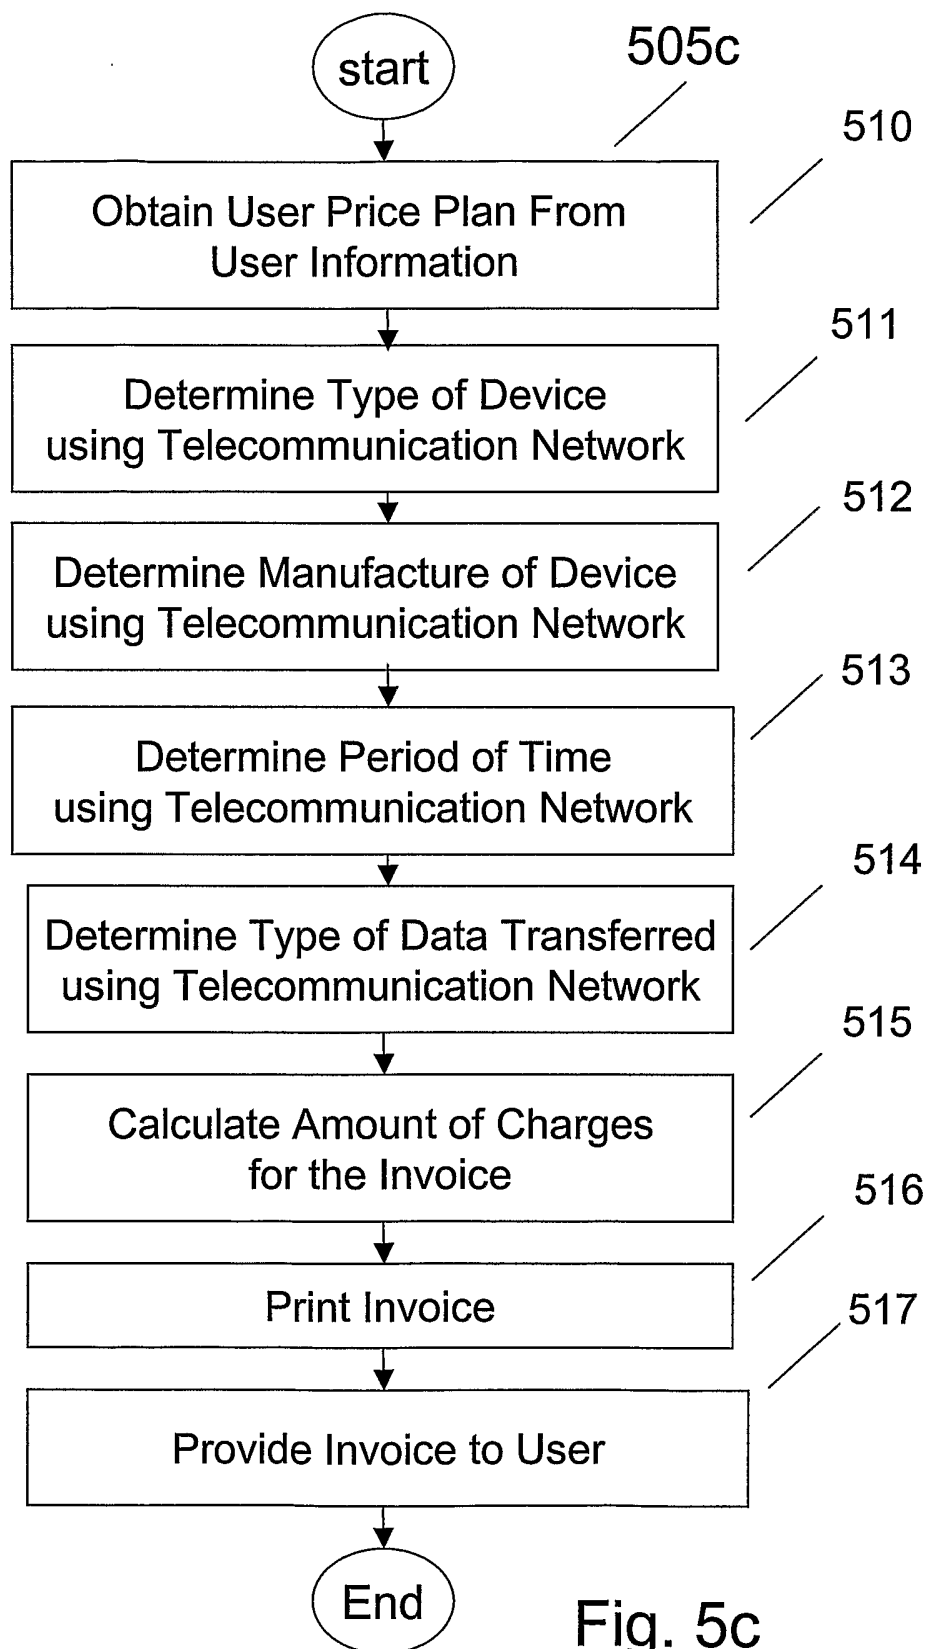 start
505c
510
Obtain User Price Plan From
User Information
511
Determine Type of Device
using Telecommunication Network
512
Determine Manufacture of Device
using Telecommunication Network
513
Determine Period of Time
using Telecommunication Network
514
Determine Type of Data Transferred
using Telecommunication Network
515
Calculate Amount of Charges
for the Invoice
516
Print Invoice
517
Provide Invoice to User
End
Fig. 5c